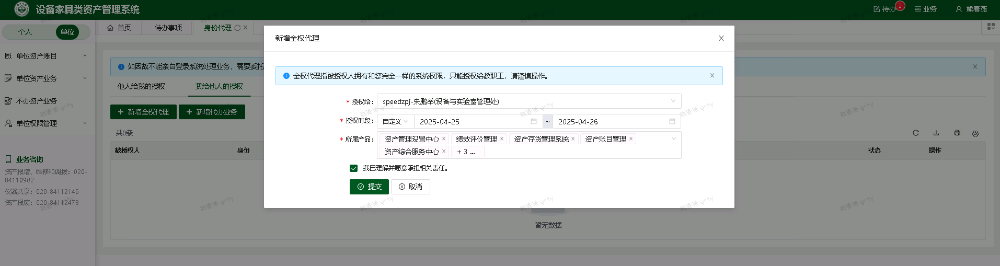 设备家具类资产管理系统
待办 2 业务 熊春燕
个人 单位
首页 待办事项 身份代理
单位资产账目
单位资产业务
不办资产业务
单位权限管理
业务咨询
资产报增、维修和调拨：020-
84110902
仪器共享：020-84112146
资产报废：020-84112478
如因故不能亲自登录系统处理业务，需要委托
他人给我的授权 我给他人的授权
+ 新增全权代理 + 新增代办业务
共0条
被授权人 身份 状态 操作
暂无数据
新增全权代理
全权代理指被授权人拥有和您完全一样的系统权限，只能授权给教职工，请谨慎操作。
* 授权给： speedzpj-朱鹏举(设备与实验室管理处)
* 授权时段： 自定义 2025-04-25 ~ 2025-04-26
* 所属产品： 资产管理设置中心 绩效评价管理 资产存货管理系统 资产账目管理
资产综合服务中心 + 3 ...
我已理解并愿意承担相关责任。
提交 取消
熊春燕 gchy